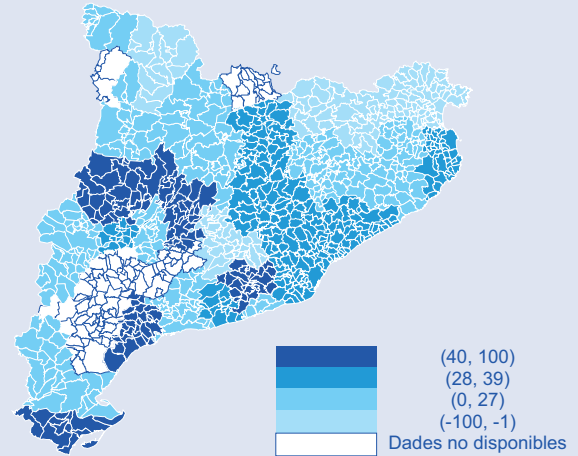 (40, 100)
(28, 39)
(0, 27)
(-100, -1)
Dades no disponibles